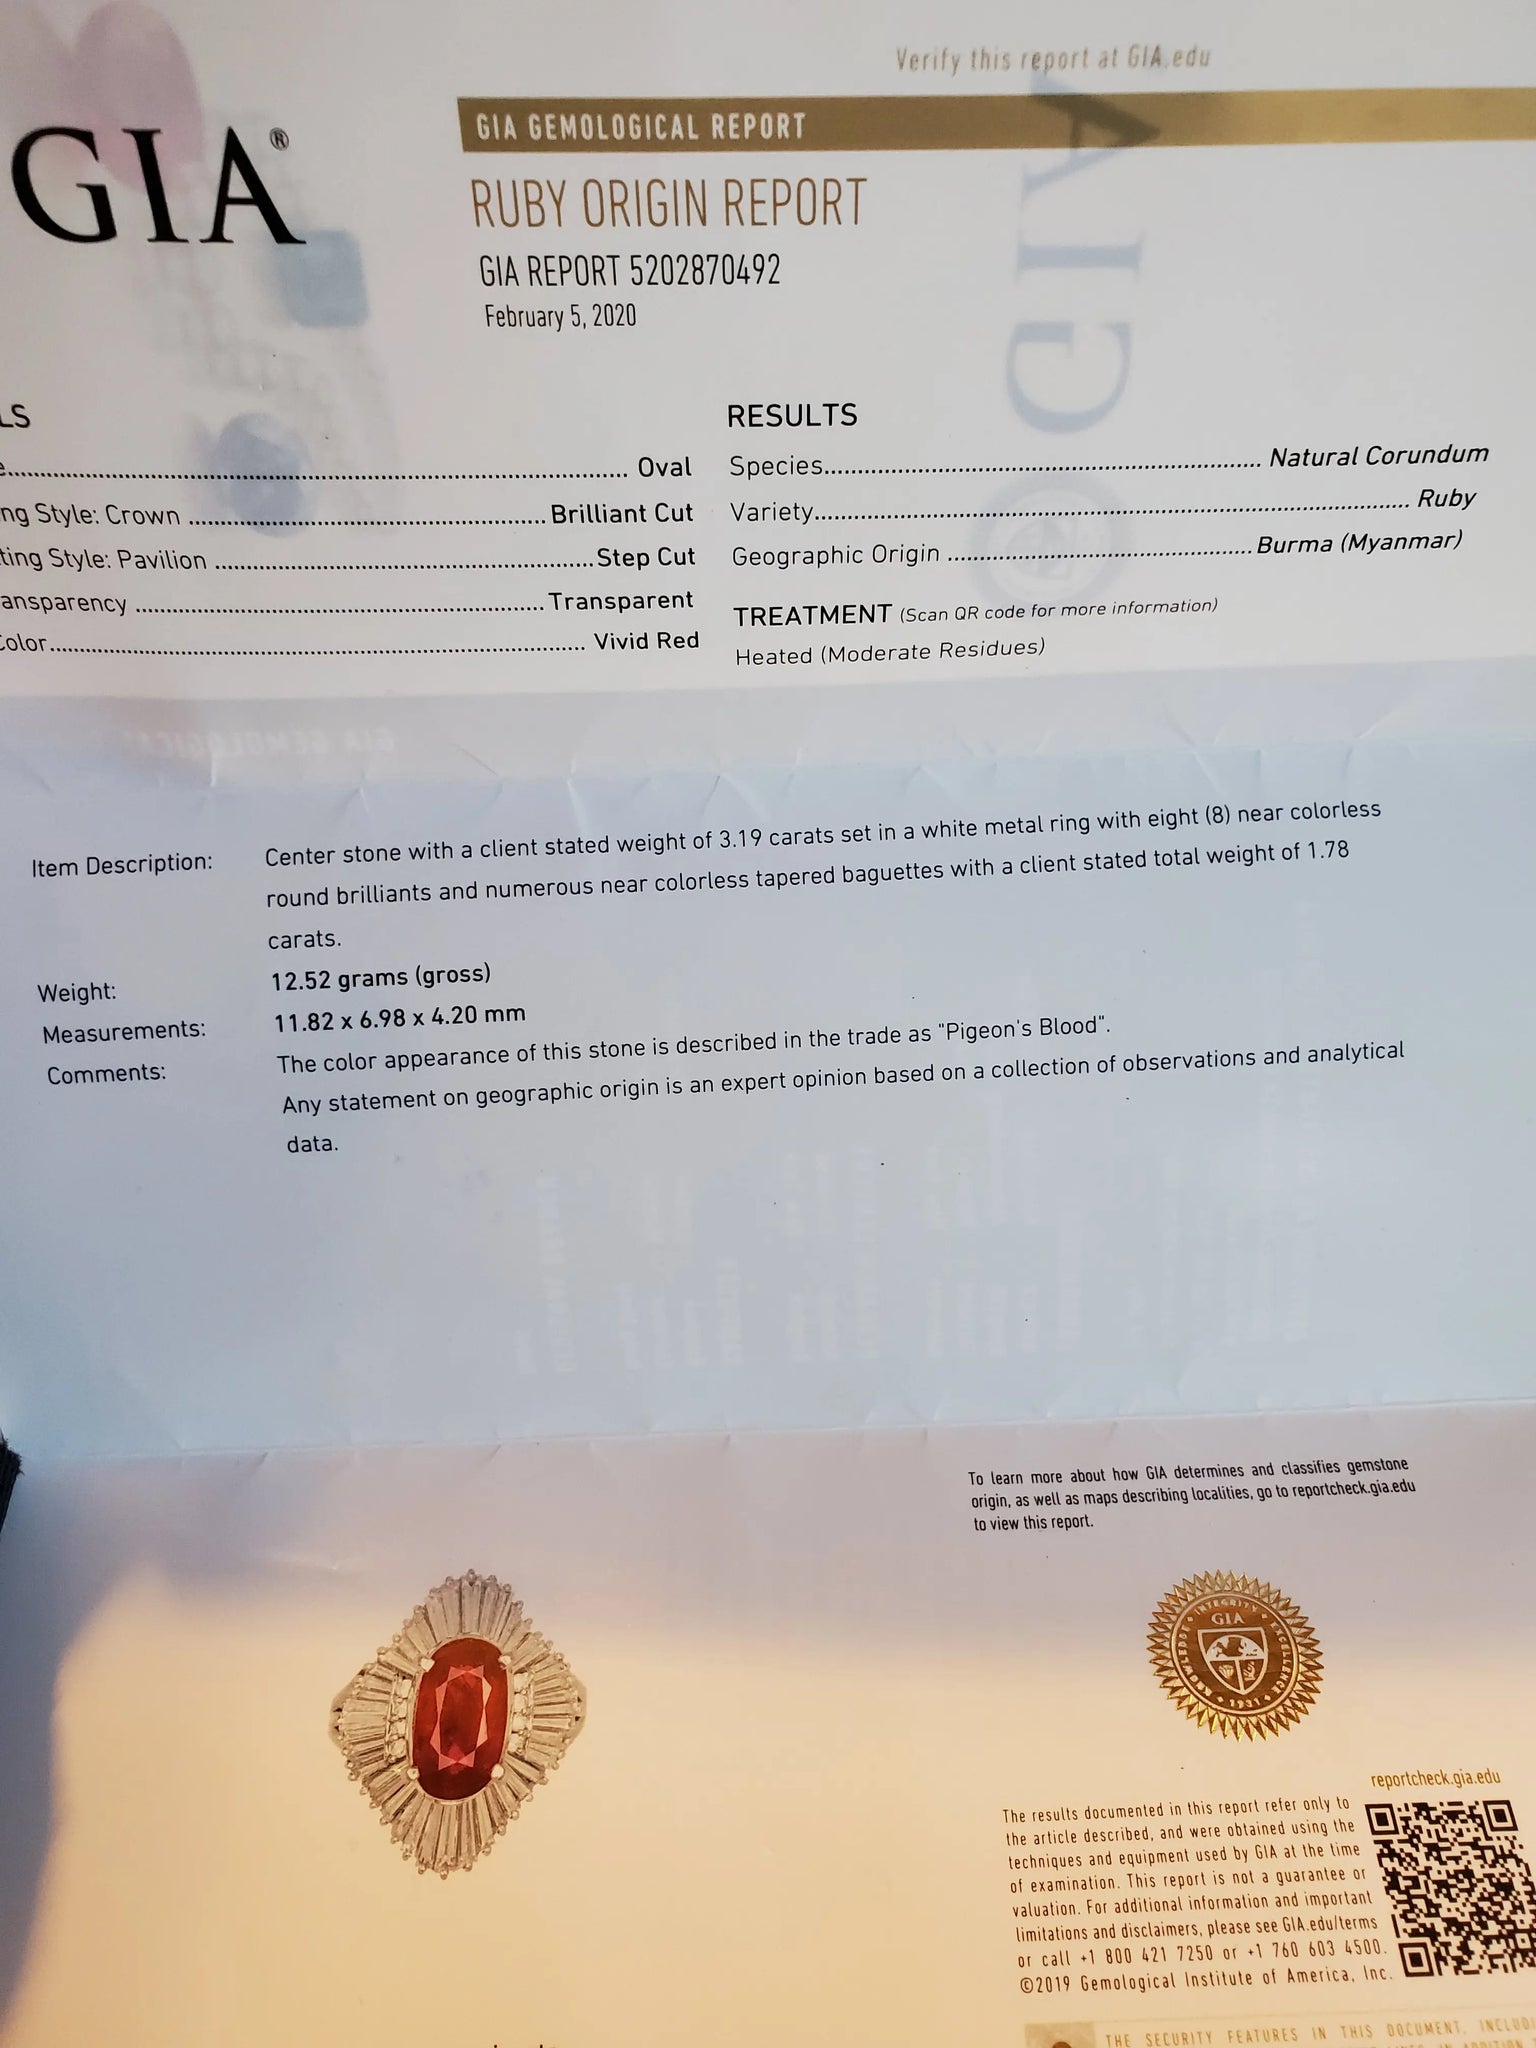 Verify this report at GIA.edu
GIA®
GIA GEMOLOGICAL REPORT
RUBY ORIGIN REPORT
GIA REPORT 5202870492
February 5, 2020
GIA
LS
e ... Oval
ng Style: Crown ... Brilliant Cut
ting Style: Pavilion ... Step Cut
ansparency ... Transparent
Color ... Vivid Red
RESULTS
Species ... Natural Corundum
Variety ... Ruby
Geographic Origin ... Burma (Myanmar)
TREATMENT (Scan QR code for more information)
Heated (Moderate Residues)
Item Description: Center stone with a client stated weight of 3.19 carats set in a white metal ring with eight (8) near colorless
round brilliants and numerous near colorless tapered baguettes with a client stated total weight of 1.78
carats.
Weight: 12.52 grams (gross)
Measurements: 11.82 x 6.98 x 4.20 mm
Comments: The color appearance of this stone is described in the trade as "Pigeon's Blood".
Any statement on geographic origin is an expert opinion based on a collection of observations and analytical
data.
To learn more about how GIA determines and classifies gemstone
origin, as well as maps describing localities, go to reportcheck.gia.edu
to view this report.
INTEGRITY
GIA
KNOWLEDGE
EXCELLENCE
1931
reportcheck.gia.edu
The results documented in this report refer only to
the article described, and were obtained using the
techniques and equipment used by GIA at the time
of examination. This report is not a guarantee or
valuation. For additional information and important
limitations and disclaimers, please see GIA.edu/terms
or call +1 800 421 7250 or +1 760 603 4500.
©2019 Gemological Institute of America, Inc.
THE SECURITY FEATURES IN THIS DOCUMENT, INCLUDI